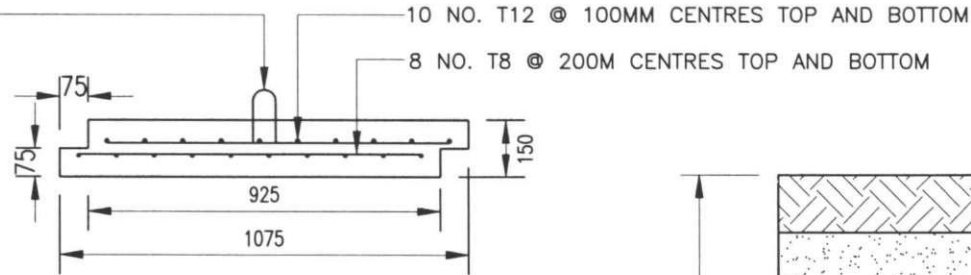 10 NO. T12 @ 100MM CENTRES TOP AND BOTTOM
8 NO. T8 @ 200M CENTRES TOP AND BOTTOM
75
75
150
925
1075